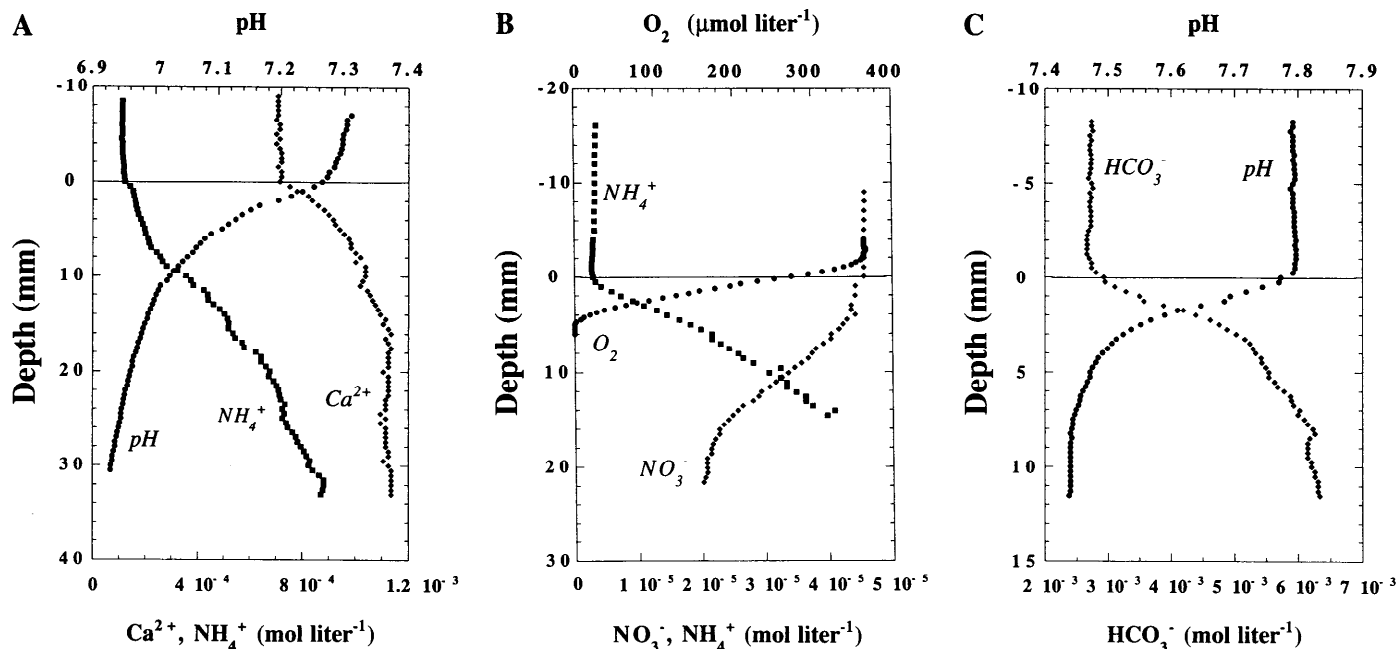 A pH
6.9 7 7.1 7.2 7.3 7.4
-10
0
10
20
30
40
Depth (mm)
pH
NH₄⁺
Ca²⁺
0 4 10⁻⁴ 8 10⁻⁴ 1.2 10⁻³
Ca²⁺, NH₄⁺ (mol liter⁻¹)
B O₂ (μmol liter⁻¹)
0 100 200 300 400
-20
-10
0
10
20
30
Depth (mm)
NH₄⁺
O₂
NO₃⁻
0 1 10⁻⁵ 2 10⁻⁵ 3 10⁻⁵ 4 10⁻⁵ 5 10⁻⁵
NO₃⁻, NH₄⁺ (mol liter⁻¹)
C pH
7.4 7.5 7.6 7.7 7.8 7.9
-10
-5
0
5
10
15
Depth (mm)
HCO₃⁻
pH
2 10⁻³ 3 10⁻³ 4 10⁻³ 5 10⁻³ 6 10⁻³ 7 10⁻³
HCO₃⁻ (mol liter⁻¹)